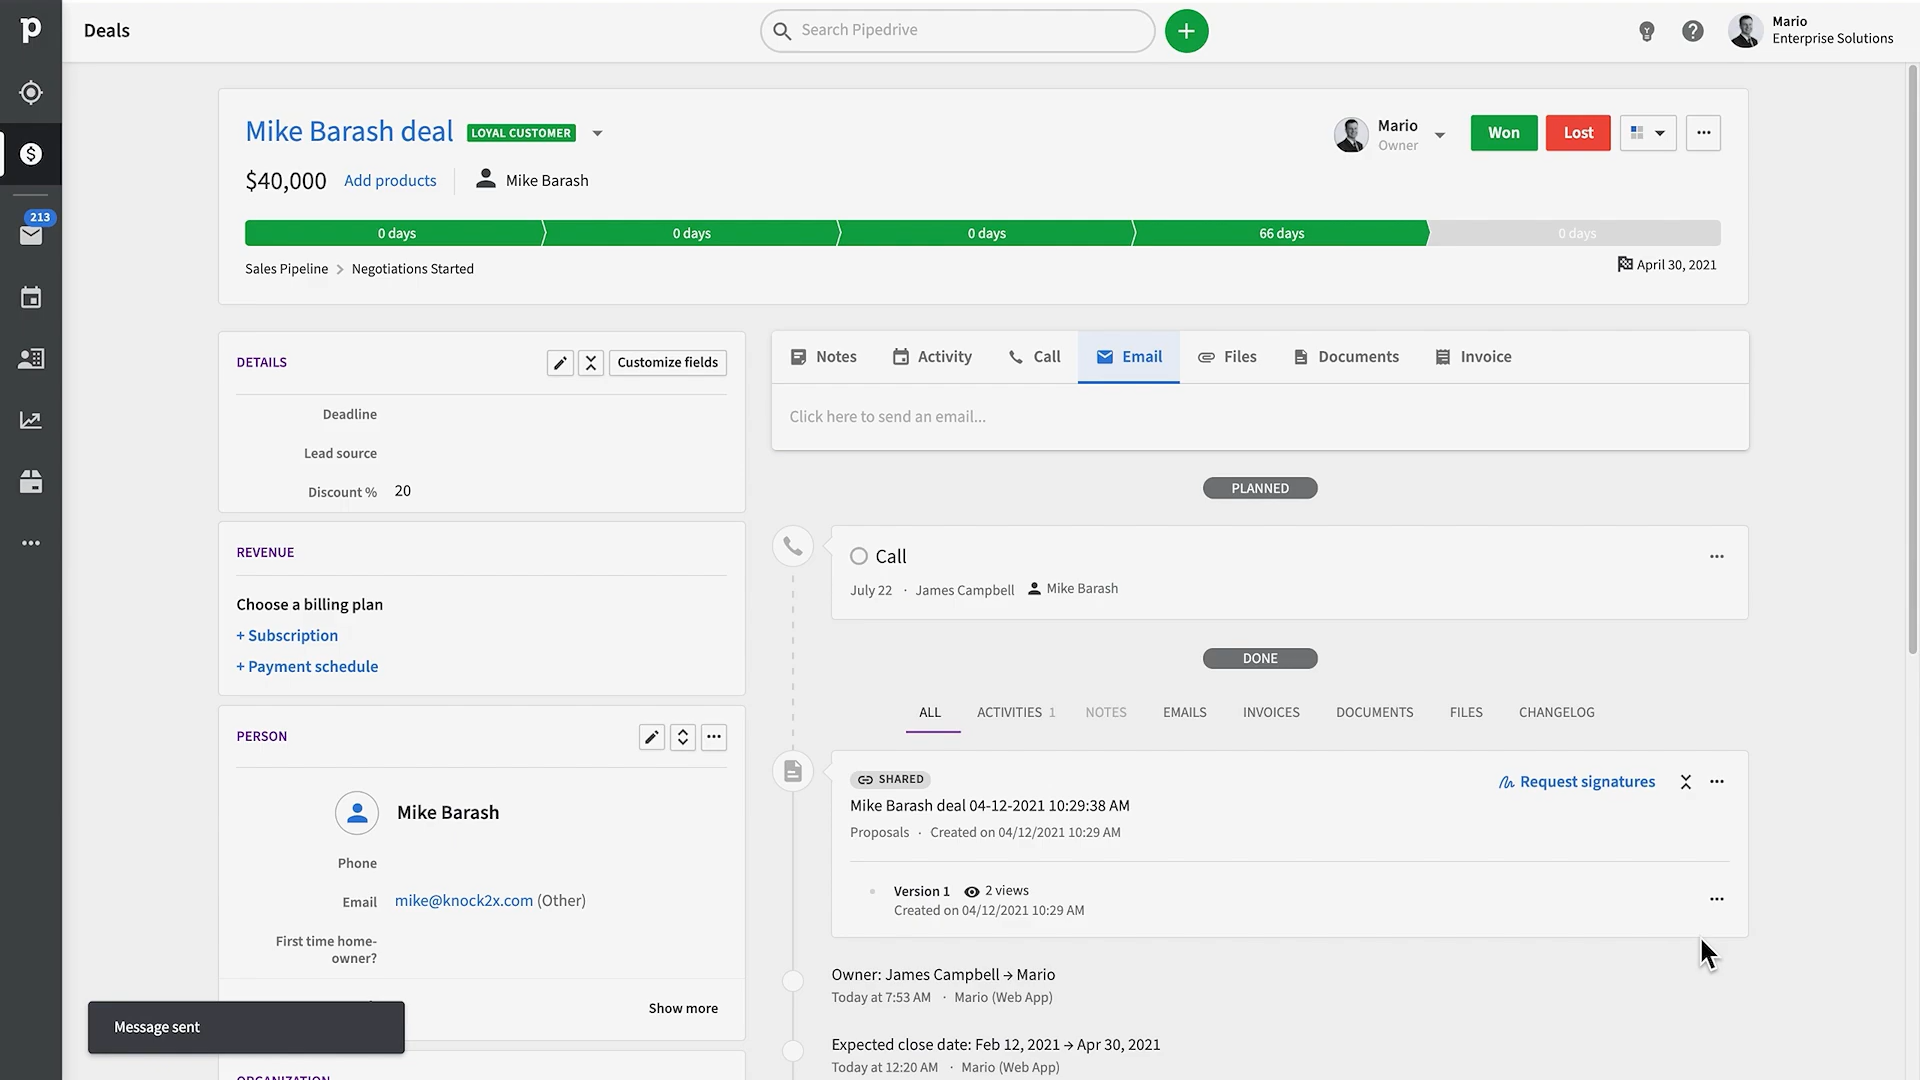 Deals
Search Pipedrive
Mario
Enterprise Solutions
213
Mike Barash deal
LOYAL CUSTOMER
Mario
Owner
Won
Lost
$40,000
Add products
Mike Barash
0 days
0 days
0 days
66 days
0 days
Sales Pipeline
Negotiations Started
April 30, 2021
DETAILS
Customize fields
Deadline
Lead source
Discount %
20
REVENUE
Choose a billing plan
+ Subscription
+ Payment schedule
PERSON
Mike Barash
Phone
Email
mike@knock2x.com (Other)
First time home-
owner?
Show more
Message sent
ORGANIZATION
Notes
Activity
Call
Email
Files
Documents
Invoice
Click here to send an email...
PLANNED
Call
July 22 · James Campbell
Mike Barash
DONE
ALL
ACTIVITIES 1
NOTES
EMAILS
INVOICES
DOCUMENTS
FILES
CHANGELOG
SHARED
Request signatures
Mike Barash deal 04-12-2021 10:29:38 AM
Proposals · Created on 04/12/2021 10:29 AM
Version 1
2 views
Created on 04/12/2021 10:29 AM
Owner: James Campbell → Mario
Today at 7:53 AM · Mario (Web App)
Expected close date: Feb 12, 2021 → Apr 30, 2021
Today at 12:20 AM · Mario (Web App)